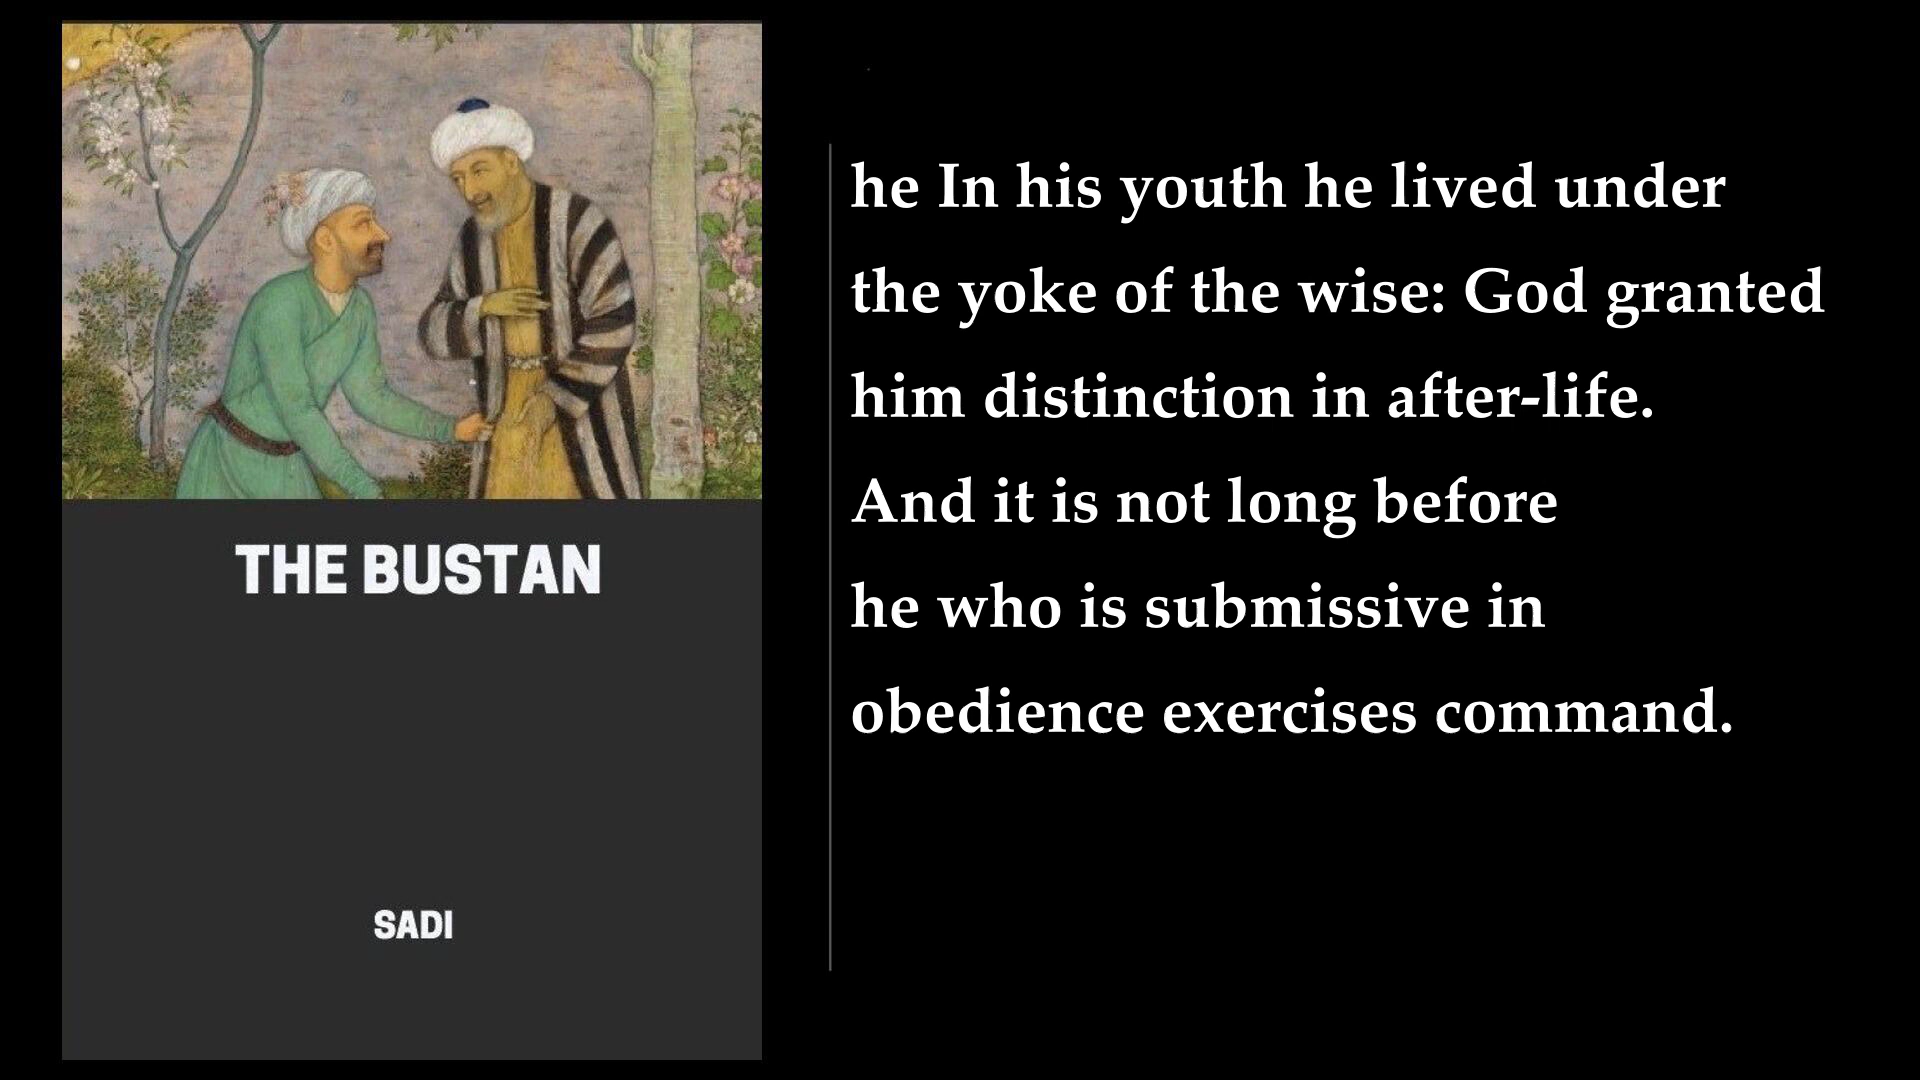 THE BUSTAN
SADI
he In his youth he lived under
the yoke of the wise: God granted
him distinction in after-life.
And it is not long before
he who is submissive in
obedience exercises command.